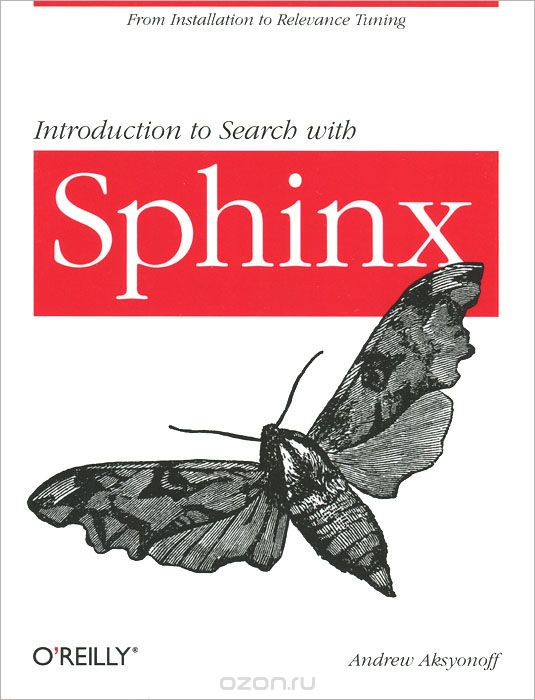 From Installation to Relevance Tuning
Introduction to Search with
Sphinx
O'REILLY®
Andrew Aksyonoff
ozon.ru